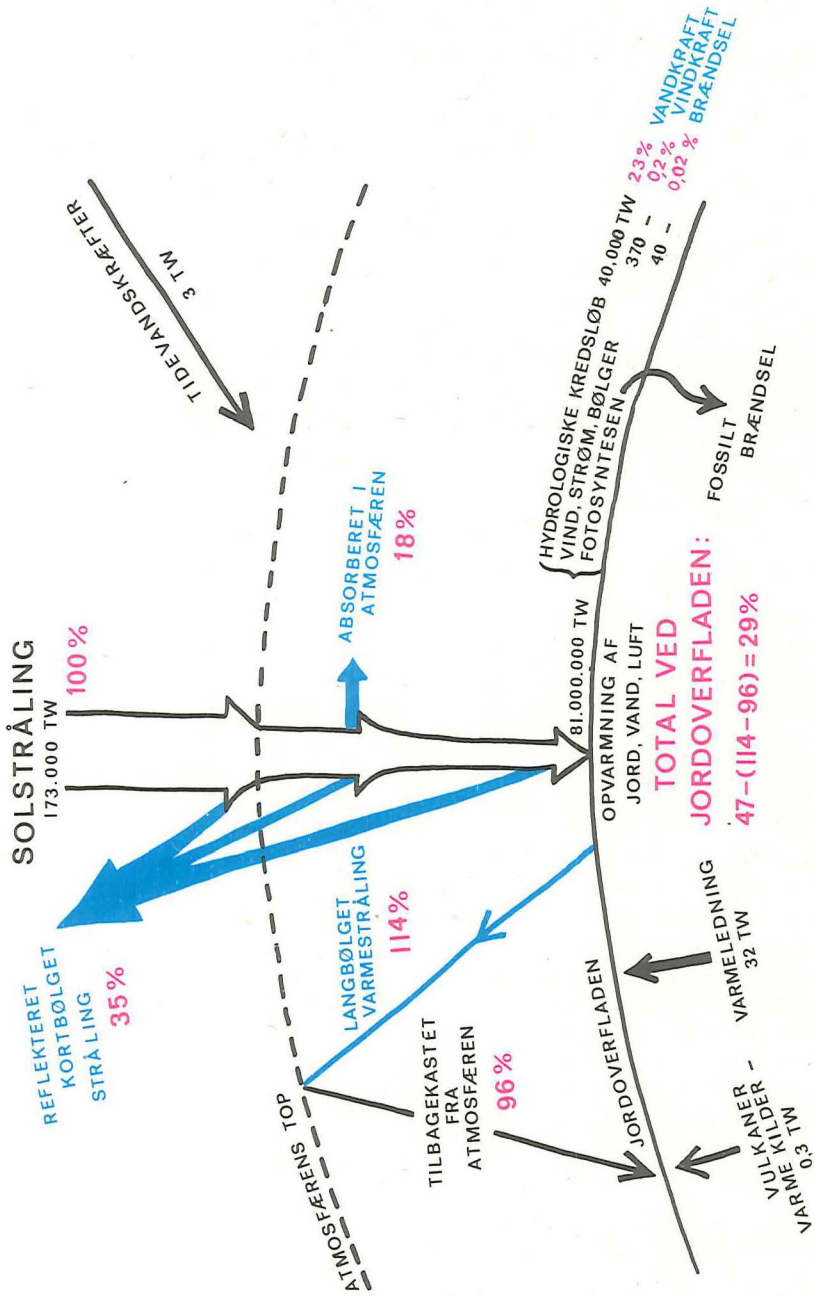 SOLSTRÅLING
173.000 TW
100%
REFLEKTERET
KORTBØLGET
STRÅLING
35%
TIDEVANDSKRÆFTER
3 TW
ATMOSFÆRENS TOP
ABSORBERET I
ATMOSFÆREN
18%
LANGBØLGET
VARMESTRÅLING
114%
TILBAGEKASTET
FRA
ATMOSFÆREN
96%
81.000.000 TW
OPVARMNING AF
JORD, VAND, LUFT
HYDROLOGISKE KREDSLØB 40,000 TW 23% VANDKRAFT
VIND, STRØM, BØLGER 370 – 0,2% VINDKRAFT
FOTOSYNTESEN 40 – 0,02 % BRÆNDSEL
JORDOVERFLADEN
TOTAL VED
JORDOVERFLADEN:
47–(114–96)=29%
FOSSILT
BRÆNDSEL
VARMELEDNING
32 TW
VULKANER –
VARME KILDER
0,3 TW